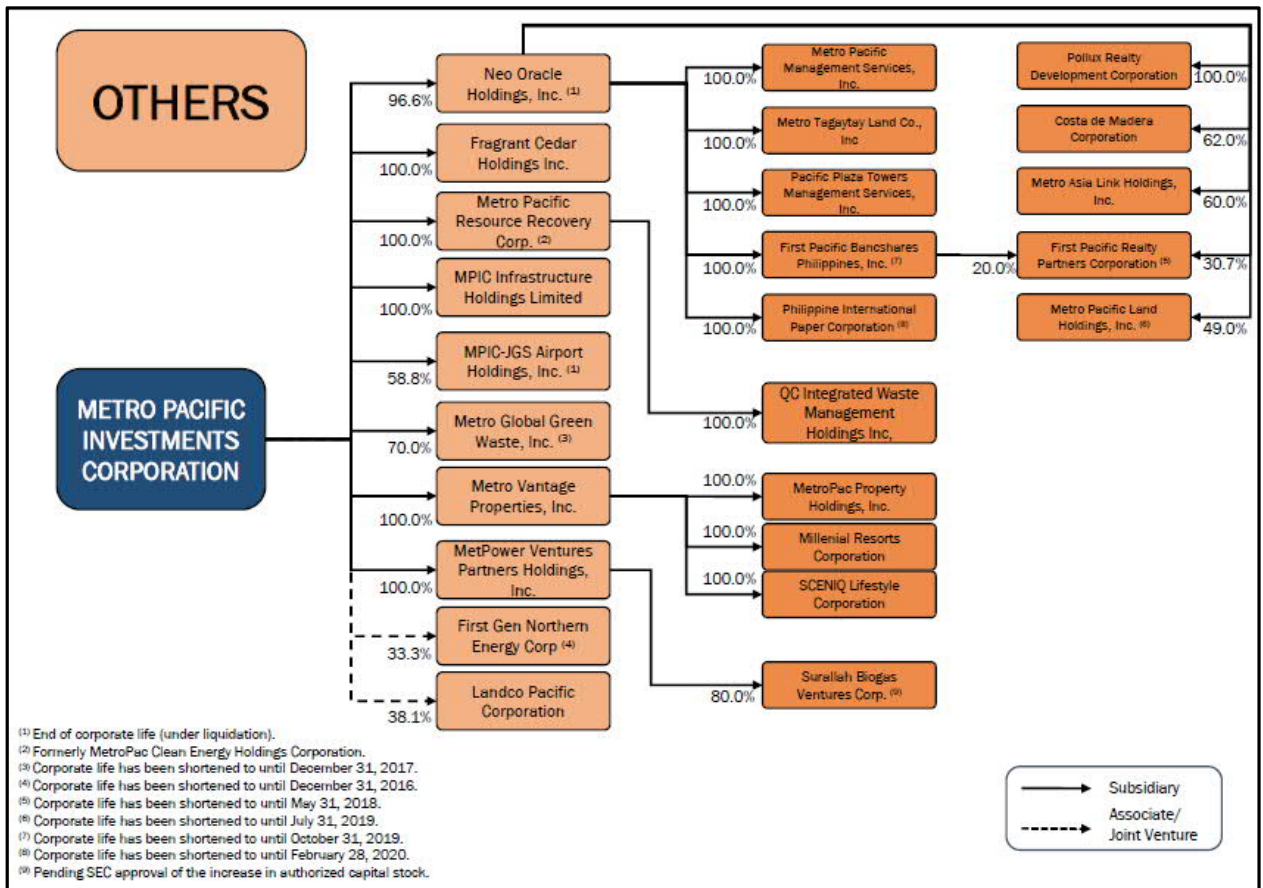 OTHERS
METRO PACIFIC
INVESTMENTS
CORPORATION
96.6%
Neo Oracle
Holdings, Inc. (1)
100.0%
Fragrant Cedar
Holdings Inc.
100.0%
Metro Pacific
Resource Recovery
Corp. (2)
100.0%
MPIC Infrastructure
Holdings Limited
58.8%
MPIC-JGS Airport
Holdings, Inc. (1)
70.0%
Metro Global Green
Waste, Inc. (3)
100.0%
Metro Vantage
Properties, Inc.
100.0%
MetPower Ventures
Partners Holdings,
Inc.
33.3%
First Gen Northern
Energy Corp (4)
38.1%
Landco Pacific
Corporation
100.0%
Metro Pacific
Management Services,
Inc.
100.0%
Metro Tagaytay Land Co.,
Inc
100.0%
Pacific Plaza Towers
Management Services,
Inc.
100.0%
First Pacific Bancshares
Philippines, Inc. (7)
100.0%
Philippine International
Paper Corporation (8)
100.0%
QC Integrated Waste
Management
Holdings Inc,
100.0%
MetroPac Property
Holdings, Inc.
100.0%
Millenial Resorts
Corporation
100.0%
SCENIQ Lifestyle
Corporation
80.0%
Surallah Biogas
Ventures Corp. (9)
Pollux Realty
Development Corporation
100.0%
Costa de Madera
Corporation
62.0%
Metro Asia Link Holdings,
Inc.
60.0%
20.0%
First Pacific Realty
Partners Corporation (5)
30.7%
Metro Pacific Land
Holdings, Inc. (6)
49.0%
(1) End of corporate life (under liquidation).
(2) Formerly MetroPac Clean Energy Holdings Corporation.
(3) Corporate life has been shortened to until December 31, 2017.
(4) Corporate life has been shortened to until December 31, 2016.
(5) Corporate life has been shortened to until May 31, 2018.
(6) Corporate life has been shortened to until July 31, 2019.
(7) Corporate life has been shortened to until October 31, 2019.
(8) Corporate life has been shortened to until February 28, 2020.
(9) Pending SEC approval of the increase in authorized capital stock.
Subsidiary
Associate/
Joint Venture